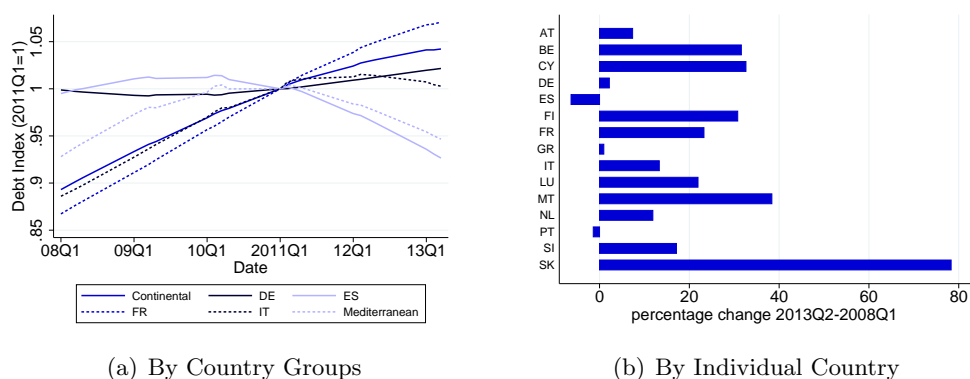 Debt Index (2011Q1=1)
1.05
1
.95
.9
.85
08Q1 09Q1 10Q1 2011Q1 12Q1 13Q1
Date
Continental DE ES
FR IT Mediterranean
(a) By Country Groups
AT
BE
CY
DE
ES
FI
FR
GR
IT
LU
MT
NL
PT
SI
SK
0 20 40 60 80
percentage change 2013Q2-2008Q1
(b) By Individual Country